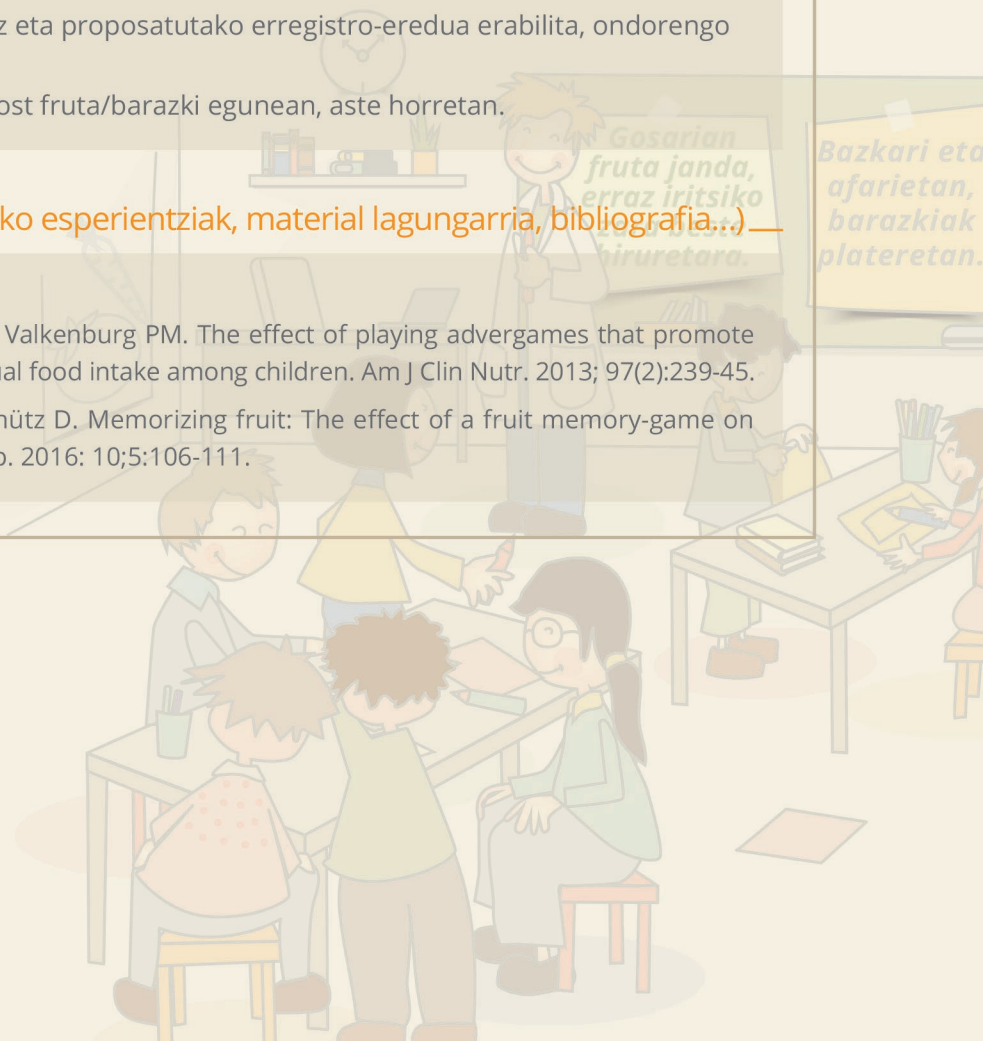 z eta proposatutako erregistro-eredua erabilita, ondorengo
ost fruta/barazki egunean, aste horretan.
ko esperientziak, material lagungarria, bibliografia...)
Valkenburg PM. The effect of playing advergames that promote
ual food intake among children. Am J Clin Nutr. 2013; 97(2):239-45.
hütz D. Memorizing fruit: The effect of a fruit memory-game on
p. 2016: 10;5:106-111.
Gosarian
fruta janda,
erraz iritsiko
hiruretara.
Bazkari eta
afarietan,
barazkiak
plateretan.